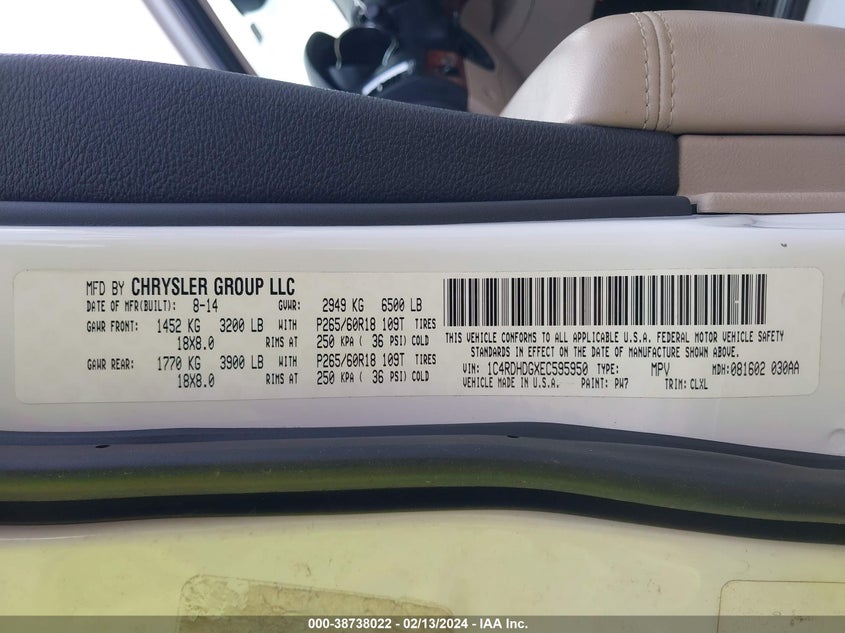 MFD BY CHRYSLER GROUP LLC
DATE OF MFR(BUILT): 8-14 GVWR: 2949 KG 6500 LB
GAWR FRONT: 1452 KG 3200 LB WITH P265/60R18 109T TIRES
18X8.0 RIMS AT 250 KPA ( 36 PSI) COLD
GAWR REAR: 1770 KG 3900 LB WITH P265/60R18 109T TIRES
18X8.0 RIMS AT 250 KPA ( 36 PSI) COLD
THIS VEHICLE CONFORMS TO ALL APPLICABLE U.S.A. FEDERAL MOTOR VEHICLE SAFETY
STANDARDS IN EFFECT ON THE DATE OF MANUFACTURE SHOWN ABOVE.
VIN: 1C4RDHDGXEC595950 TYPE: MPV MDH: 081602 030AA
VEHICLE MADE IN U.S.A. PAINT: PW7 TRIM: CLXL
000-38738022 - 02/13/2024 - IAA Inc.